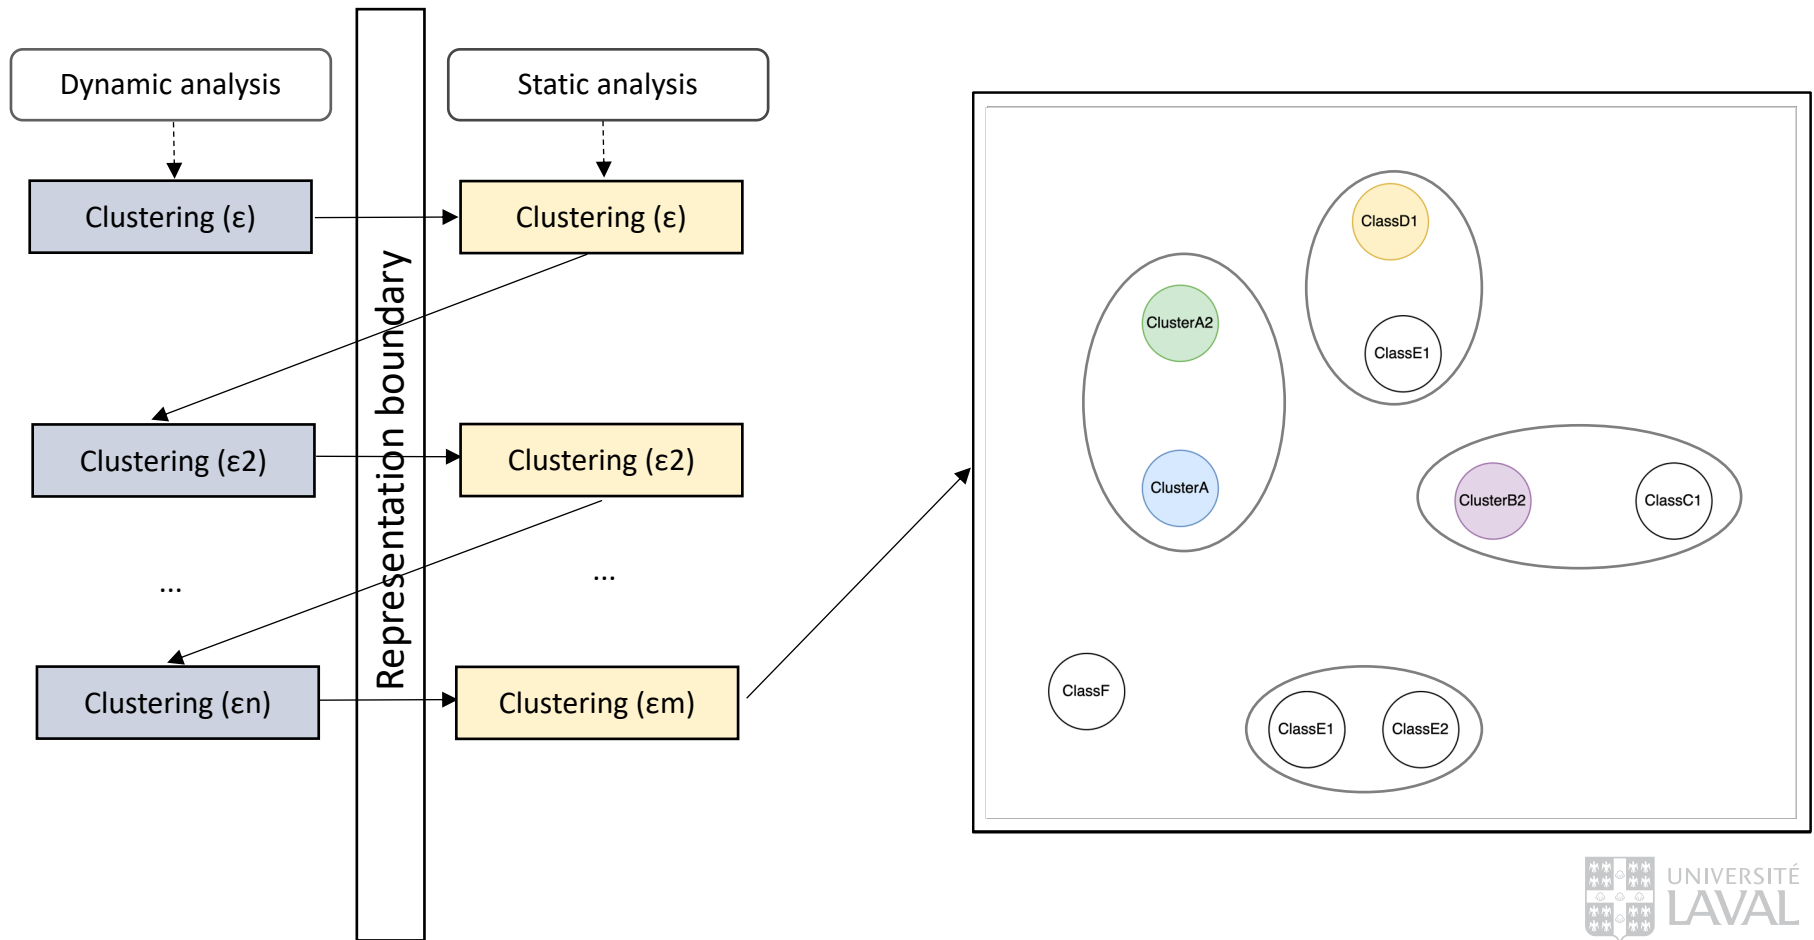 Dynamic analysis
Static analysis
Clustering (ε)
Clustering (ε)
Representation boundary
Clustering (ε2)
Clustering (ε2)
...
...
Clustering (εn)
Clustering (εm)
ClassD1
ClusterA2
ClassE1
ClusterA
ClusterB2
ClassC1
ClassF
ClassE1
ClassE2
UNIVERSITÉ
LAVAL